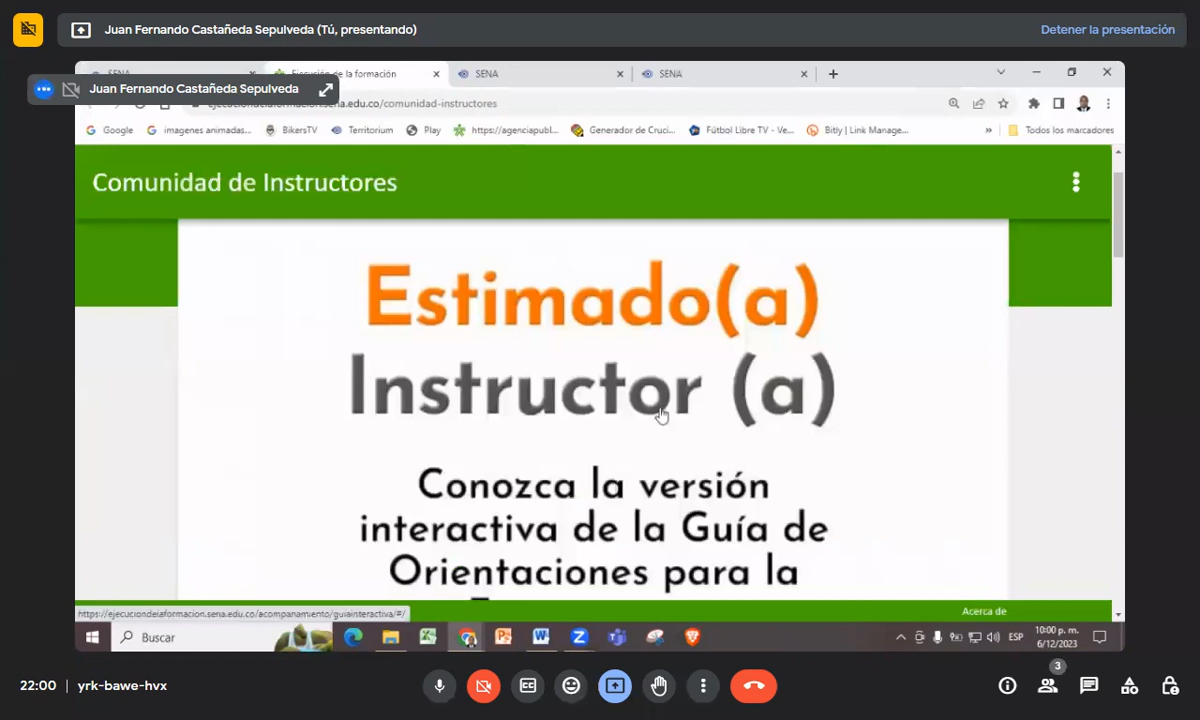 Juan Fernando Castañeda Sepulveda (Tú, presentando)
Detener la presentación
SENA
Ejecución de la formación
SENA
SENA
Juan Fernando Castañeda Sepulveda
ejecuciondelaformacion.sena.edu.co/comunidad-instructores
Google
imagenes animadas...
BikersTV
Territorium
Play
https://agenciapubl...
Generador de Cruci...
Fútbol Libre TV - Ve...
Bitly | Link Manage...
»
Todos los marcadores
Comunidad de Instructores
Estimado(a)
Instructor (a)
Conozca la versión
interactiva de la Guía de
Orientaciones para la
https://ejecuciondelaformacion.sena.edu.co/acompanamiento/guiainteractiva/#/
Acerca de
Buscar
ESP
10:00 p. m.
6/12/2023
22:00 | yrk-bawe-hvx
3